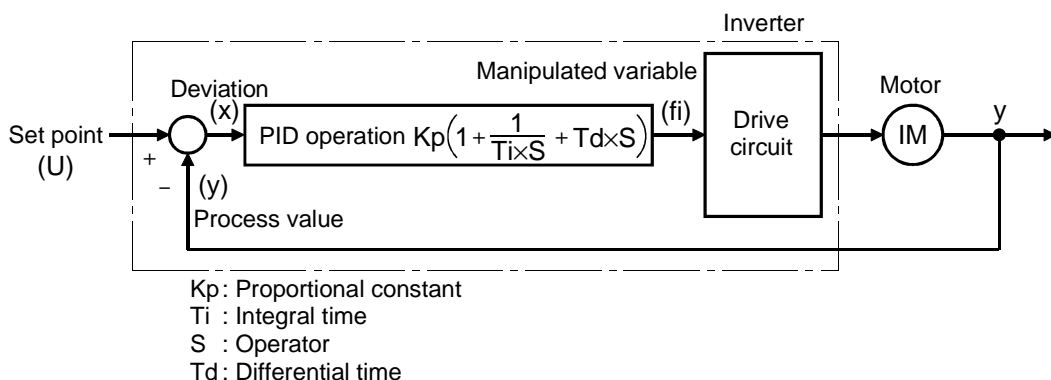 Inverter
Manipulated variable
Motor
Deviation
(x)
(fi)
y
Set point
(U)
PID operation Kp(1+ 1/(Ti×S) +Td×S)
Drive
circuit
IM
+
−
(y)
Process value
Kp : Proportional constant
Ti : Integral time
S : Operator
Td : Differential time